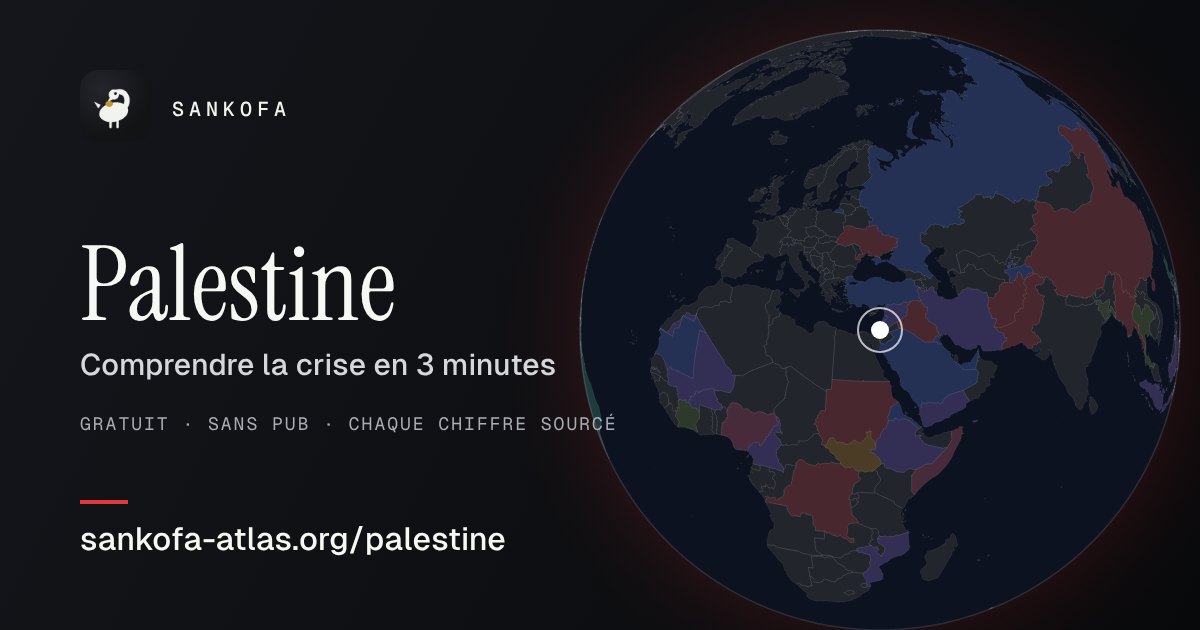 SANKOFA
Palestine
Comprendre la crise en 3 minutes
GRATUIT · SANS PUB · CHAQUE CHIFFRE SOURCÉ
sankofa-atlas.org/palestine